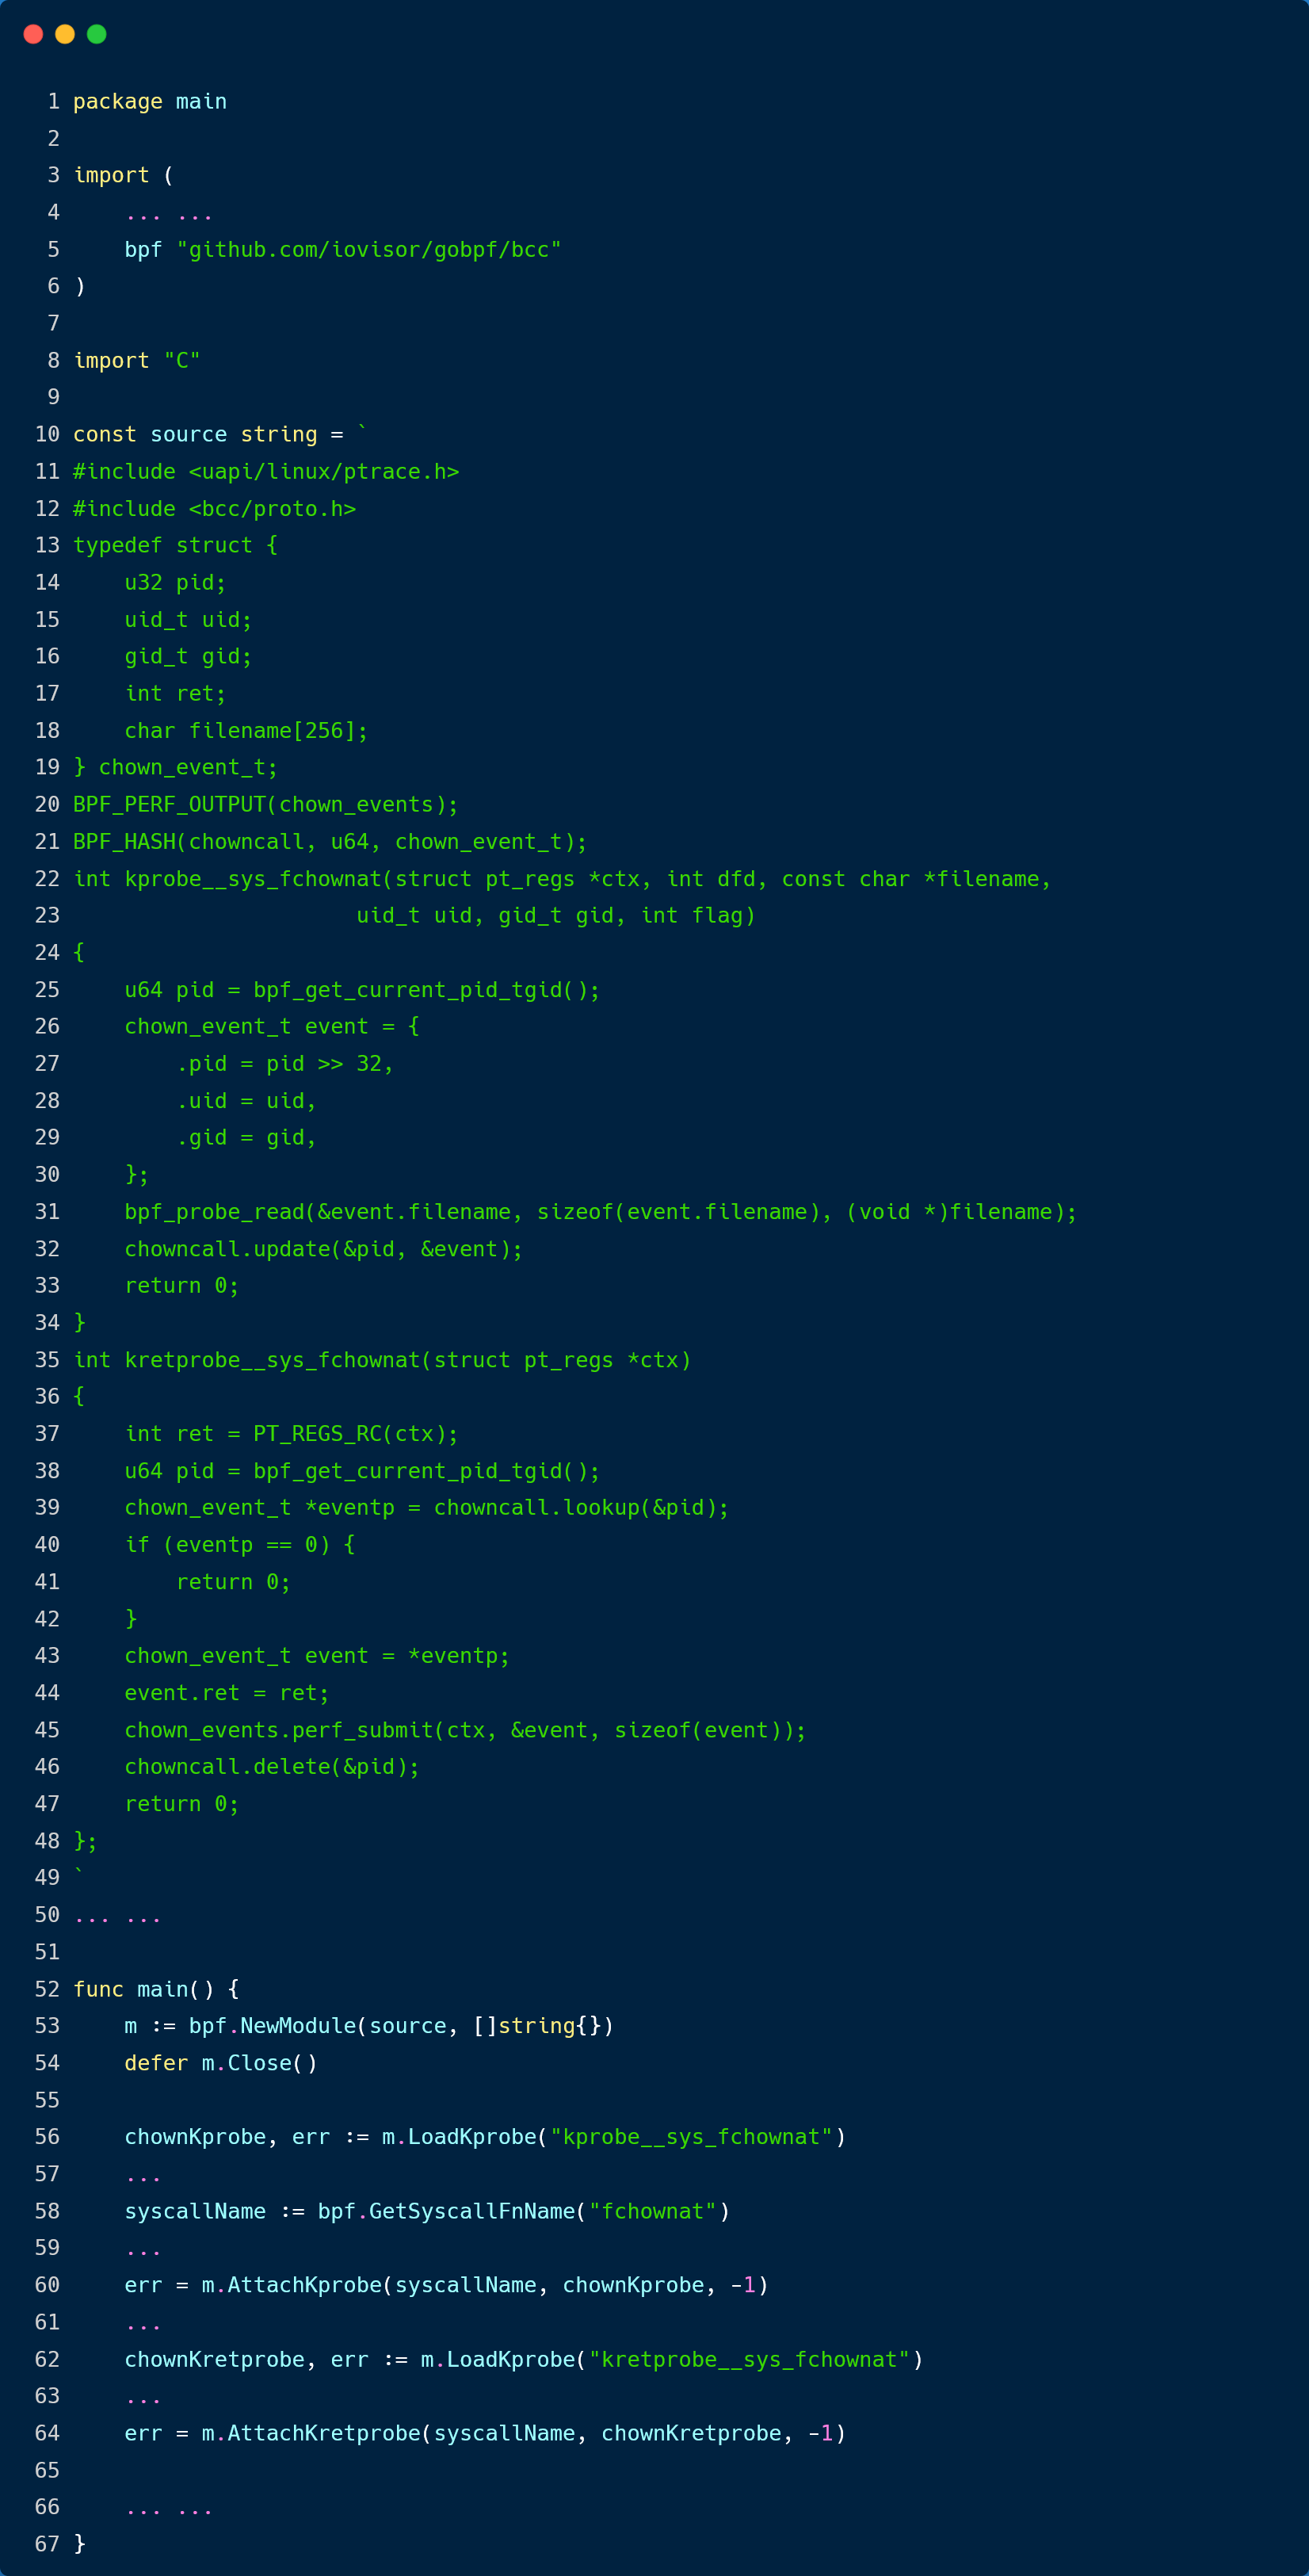 1 package main
2
3 import (
4     ... ...
5     bpf "github.com/iovisor/gobpf/bcc"
6 )
7
8 import "C"
9
10 const source string = `
11 #include <uapi/linux/ptrace.h>
12 #include <bcc/proto.h>
13 typedef struct {
14     u32 pid;
15     uid_t uid;
16     gid_t gid;
17     int ret;
18     char filename[256];
19 } chown_event_t;
20 BPF_PERF_OUTPUT(chown_events);
21 BPF_HASH(chowncall, u64, chown_event_t);
22 int kprobe__sys_fchownat(struct pt_regs *ctx, int dfd, const char *filename,
23                       uid_t uid, gid_t gid, int flag)
24 {
25     u64 pid = bpf_get_current_pid_tgid();
26     chown_event_t event = {
27         .pid = pid >> 32,
28         .uid = uid,
29         .gid = gid,
30     };
31     bpf_probe_read(&event.filename, sizeof(event.filename), (void *)filename);
32     chowncall.update(&pid, &event);
33     return 0;
34 }
35 int kretprobe__sys_fchownat(struct pt_regs *ctx)
36 {
37     int ret = PT_REGS_RC(ctx);
38     u64 pid = bpf_get_current_pid_tgid();
39     chown_event_t *eventp = chowncall.lookup(&pid);
40     if (eventp == 0) {
41         return 0;
42     }
43     chown_event_t event = *eventp;
44     event.ret = ret;
45     chown_events.perf_submit(ctx, &event, sizeof(event));
46     chowncall.delete(&pid);
47     return 0;
48 };
49 `
50 ... ...
51
52 func main() {
53     m := bpf.NewModule(source, []string{})
54     defer m.Close()
55
56     chownKprobe, err := m.LoadKprobe("kprobe__sys_fchownat")
57     ...
58     syscallName := bpf.GetSyscallFnName("fchownat")
59     ...
60     err = m.AttachKprobe(syscallName, chownKprobe, -1)
61     ...
62     chownKretprobe, err := m.LoadKprobe("kretprobe__sys_fchownat")
63     ...
64     err = m.AttachKretprobe(syscallName, chownKretprobe, -1)
65
66     ... ...
67 }